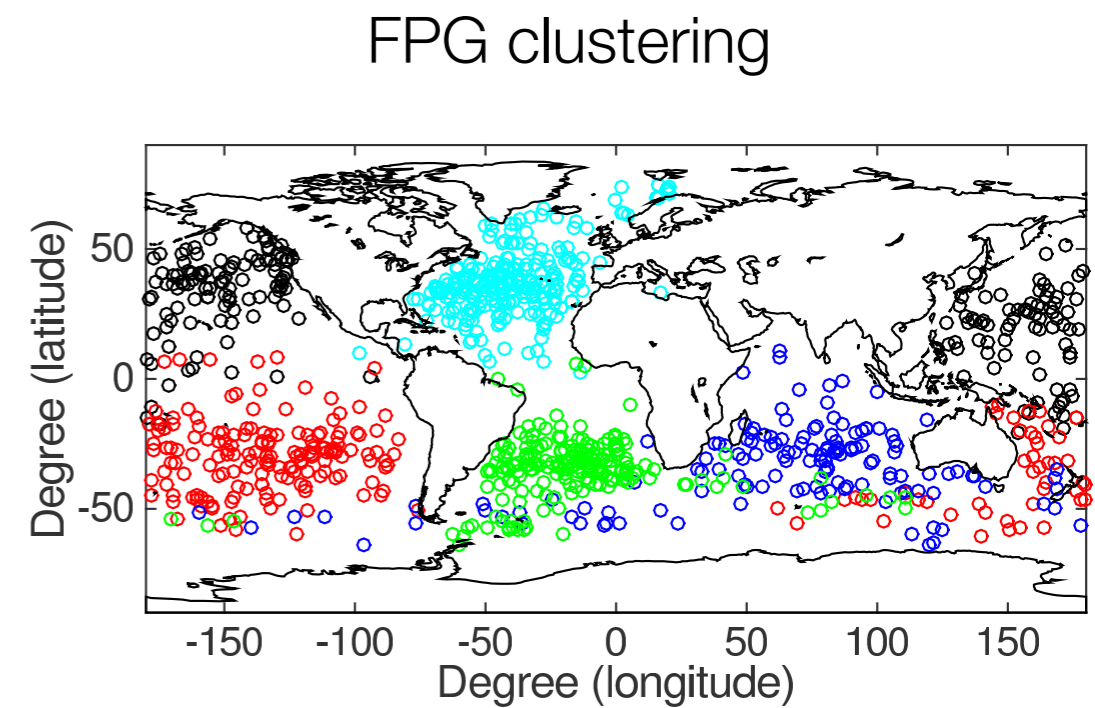 FPG clustering
50
0
-50
Degree (latitude)
-150 -100 -50 0 50 100 150
Degree (longitude)